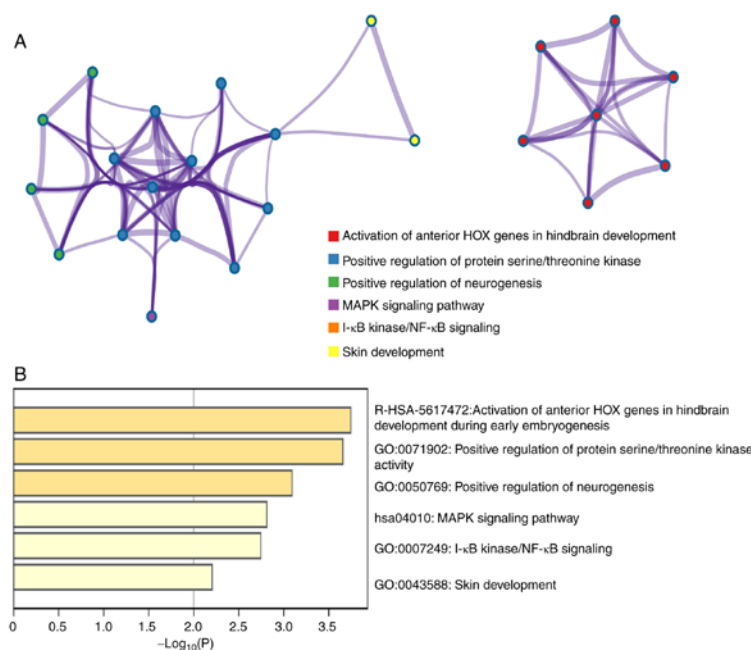 A
Activation of anterior HOX genes in hindbrain development
Positive regulation of protein serine/threonine kinase
Positive regulation of neurogenesis
MAPK signaling pathway
I-κB kinase/NF-κB signaling
Skin development
B
R-HSA-5617472:Activation of anterior HOX genes in hindbrain
development during early embryogenesis
GO:0071902: Positive regulation of protein serine/threonine kinase
activity
GO:0050769: Positive regulation of neurogenesis
hsa04010: MAPK signaling pathway
GO:0007249: I-κB kinase/NF-κB signaling
GO:0043588: Skin development
0 0.5 1.0 1.5 2.0 2.5 3.0 3.5
−Log10(P)